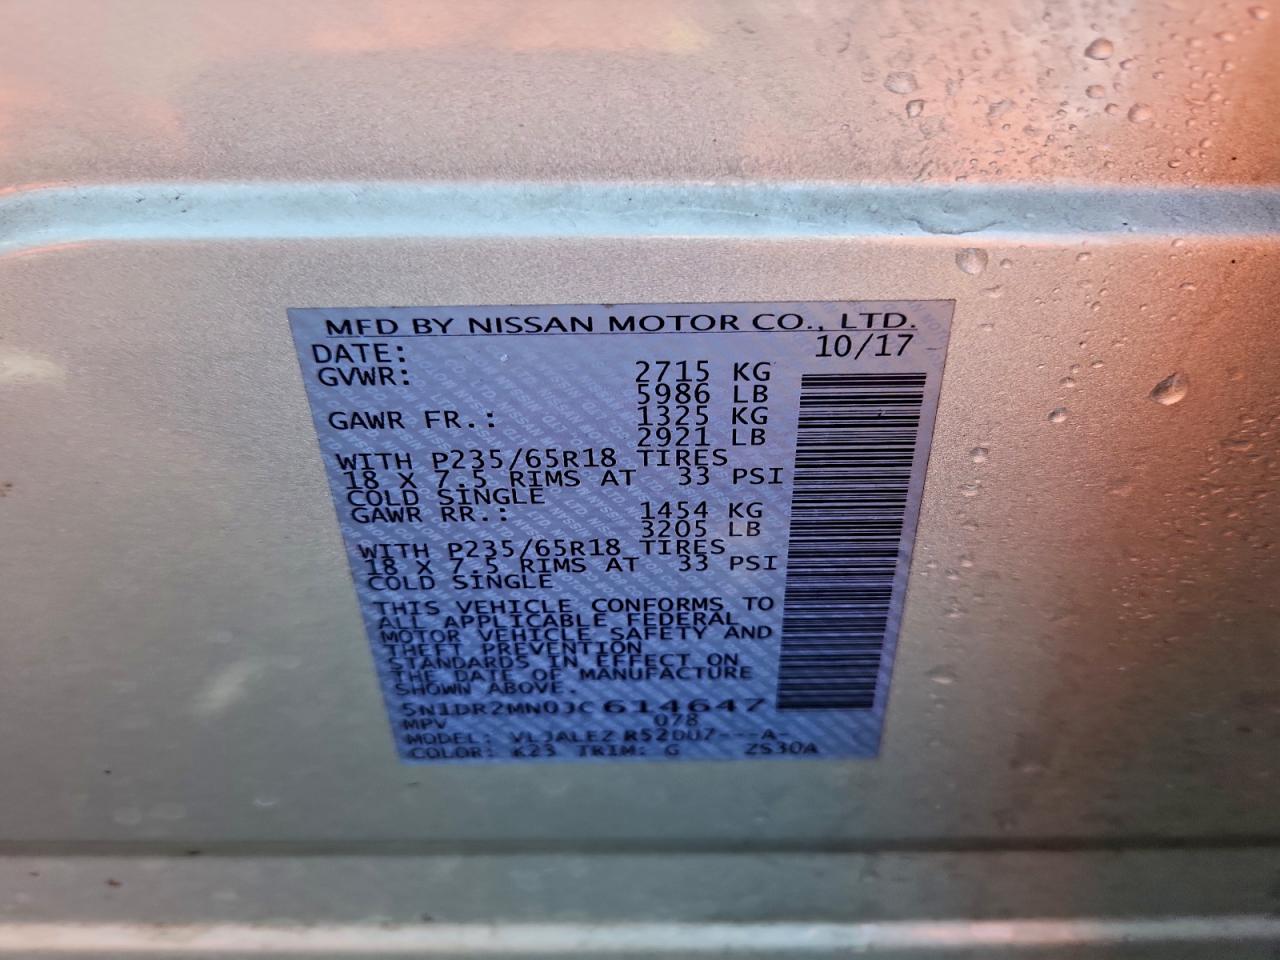 MFD BY NISSAN MOTOR CO., LTD.
DATE: 10/17
GVWR: 2715 KG
5986 LB
GAWR FR.: 1325 KG
2921 LB
WITH P235/65R18 TIRES
18 X 7.5 RIMS AT 33 PSI
COLD SINGLE
GAWR RR.: 1454 KG
3205 LB
WITH P235/65R18 TIRES
18 X 7.5 RIMS AT 33 PSI
COLD SINGLE
THIS VEHICLE CONFORMS TO
ALL APPLICABLE FEDERAL
MOTOR VEHICLE SAFETY AND
THEFT PREVENTION
STANDARDS IN EFFECT ON
THE DATE OF MANUFACTURE
SHOWN ABOVE.
5N1DR2MN0JC614647
MPV 078
MODEL: VLJALEZ R52DU7---A-
COLOR: K23 TRIM: G ZS30A